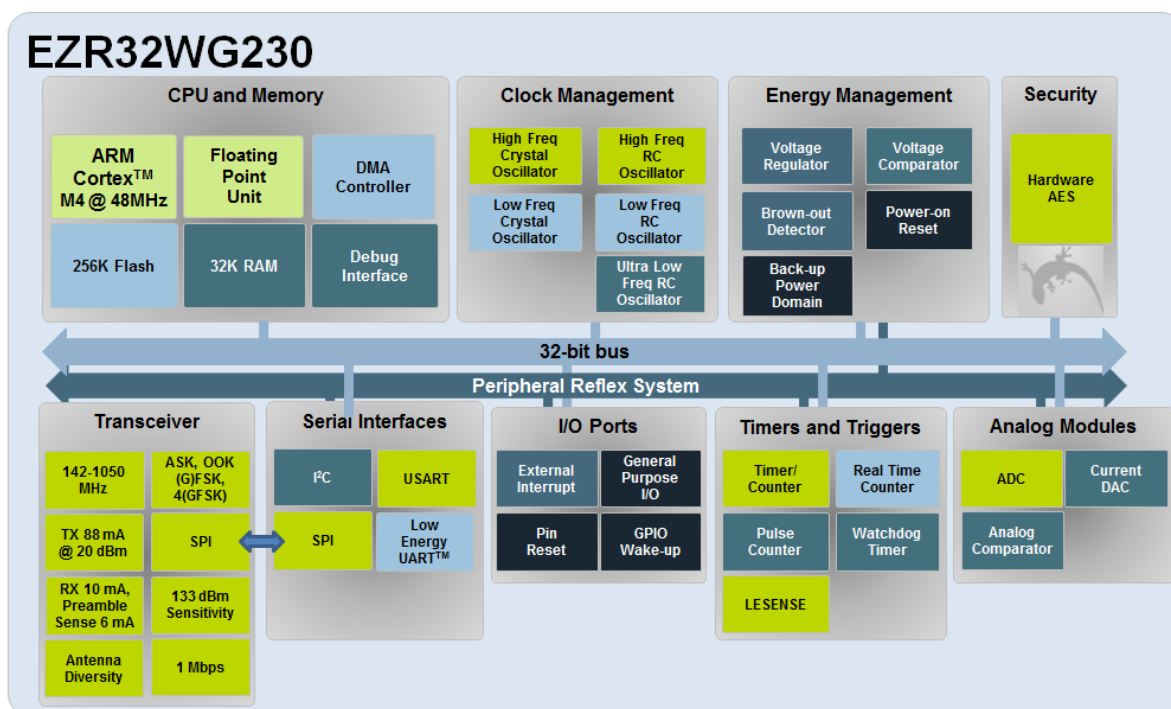 EZR32WG230
CPU and Memory
ARM
Cortex™
M4 @ 48MHz
Floating
Point
Unit
DMA
Controller
256K Flash
32K RAM
Debug
Interface
Clock Management
High Freq
Crystal
Oscillator
High Freq
RC
Oscillator
Low Freq
Crystal
Oscillator
Low Freq
RC
Oscillator
Ultra Low
Freq RC
Oscillator
Energy Management
Voltage
Regulator
Voltage
Comparator
Brown-out
Detector
Power-on
Reset
Back-up
Power
Domain
Security
Hardware
AES
32-bit bus
Peripheral Reflex System
Transceiver
142-1050
MHz
ASK, OOK
(G)FSK,
4(GFSK)
TX 88 mA
@ 20 dBm
SPI
RX 10 mA,
Preamble
Sense 6 mA
133 dBm
Sensitivity
Antenna
Diversity
1 Mbps
Serial Interfaces
I²C
USART
SPI
Low
Energy
UART™
I/O Ports
External
Interrupt
General
Purpose
I/O
Pin
Reset
GPIO
Wake-up
Timers and Triggers
Timer/
Counter
Real Time
Counter
Pulse
Counter
Watchdog
Timer
LESENSE
Analog Modules
ADC
Current
DAC
Analog
Comparator